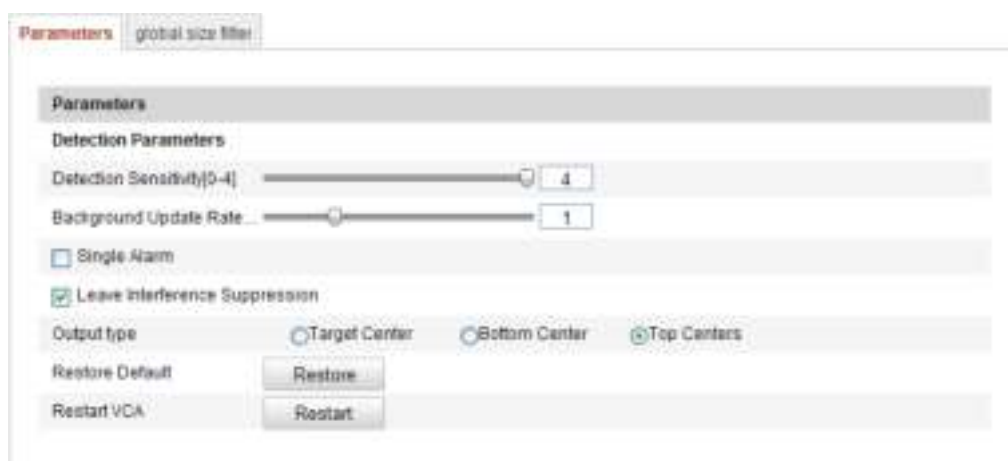 Parameters global size filter
Parameters
Detection Parameters
Detection Sensitivity[0-4] 4
Background Update Rate... 1
Single Alarm
Leave Interference Suppression
Output type Target Center Bottom Center Top Centers
Restore Default Restore
Restart VCA Restart